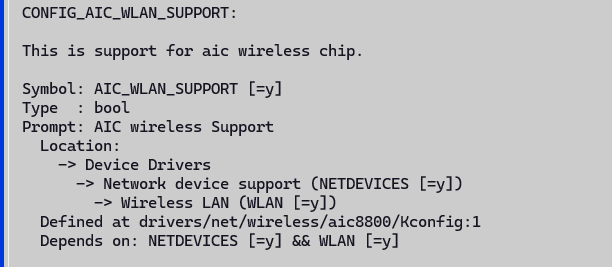 CONFIG_AIC_WLAN_SUPPORT:
This is support for aic wireless chip.
Symbol: AIC_WLAN_SUPPORT [=y]
Type  : bool
Prompt: AIC wireless Support
Location:
-> Device Drivers
-> Network device support (NETDEVICES [=y])
-> Wireless LAN (WLAN [=y])
Defined at drivers/net/wireless/aic8800/Kconfig:1
Depends on: NETDEVICES [=y] && WLAN [=y]